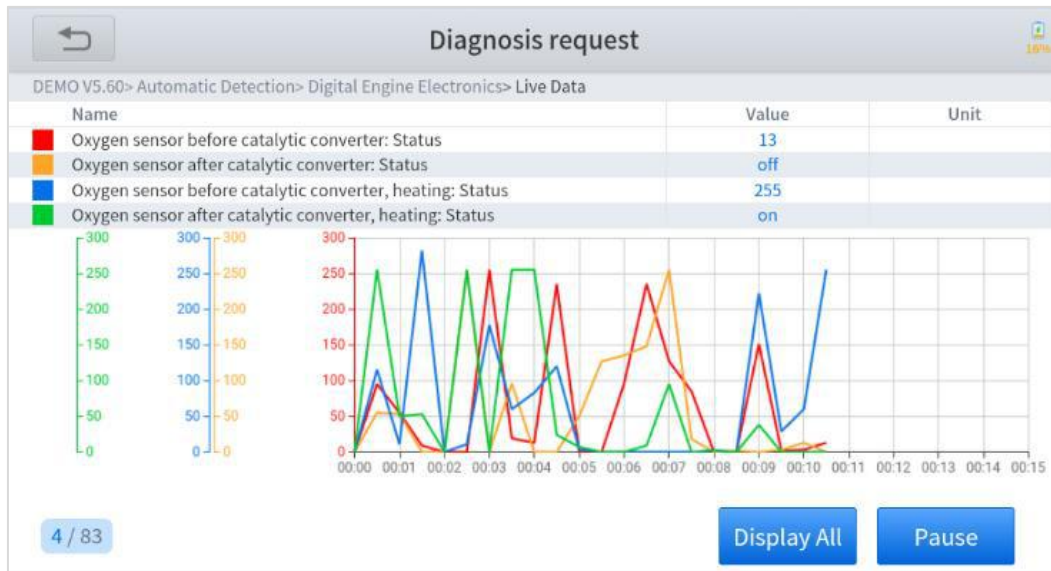 Diagnosis request
16%
DEMO V5.60> Automatic Detection> Digital Engine Electronics> Live Data
Name Value Unit
Oxygen sensor before catalytic converter: Status 13
Oxygen sensor after catalytic converter: Status off
Oxygen sensor before catalytic converter, heating: Status 255
Oxygen sensor after catalytic converter, heating: Status on
300 300 300 300
250 250 250 250
200 200 200 200
150 150 150 150
100 100 100 100
50 50 50 50
0 0 0 0
00:00 00:01 00:02 00:03 00:04 00:05 00:06 00:07 00:08 00:09 00:10 00:11 00:12 00:13 00:14 00:15
4 / 83
Display All
Pause